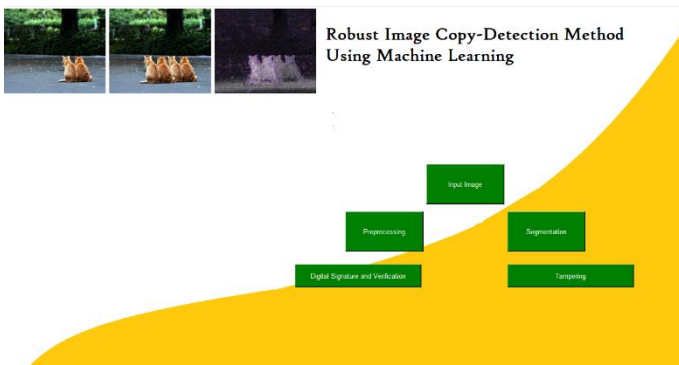 Robust Image Copy-Detection Method
Using Machine Learning
Input Image
Preprocessing
Segmentation
Digital Signature and Verification
Tampering